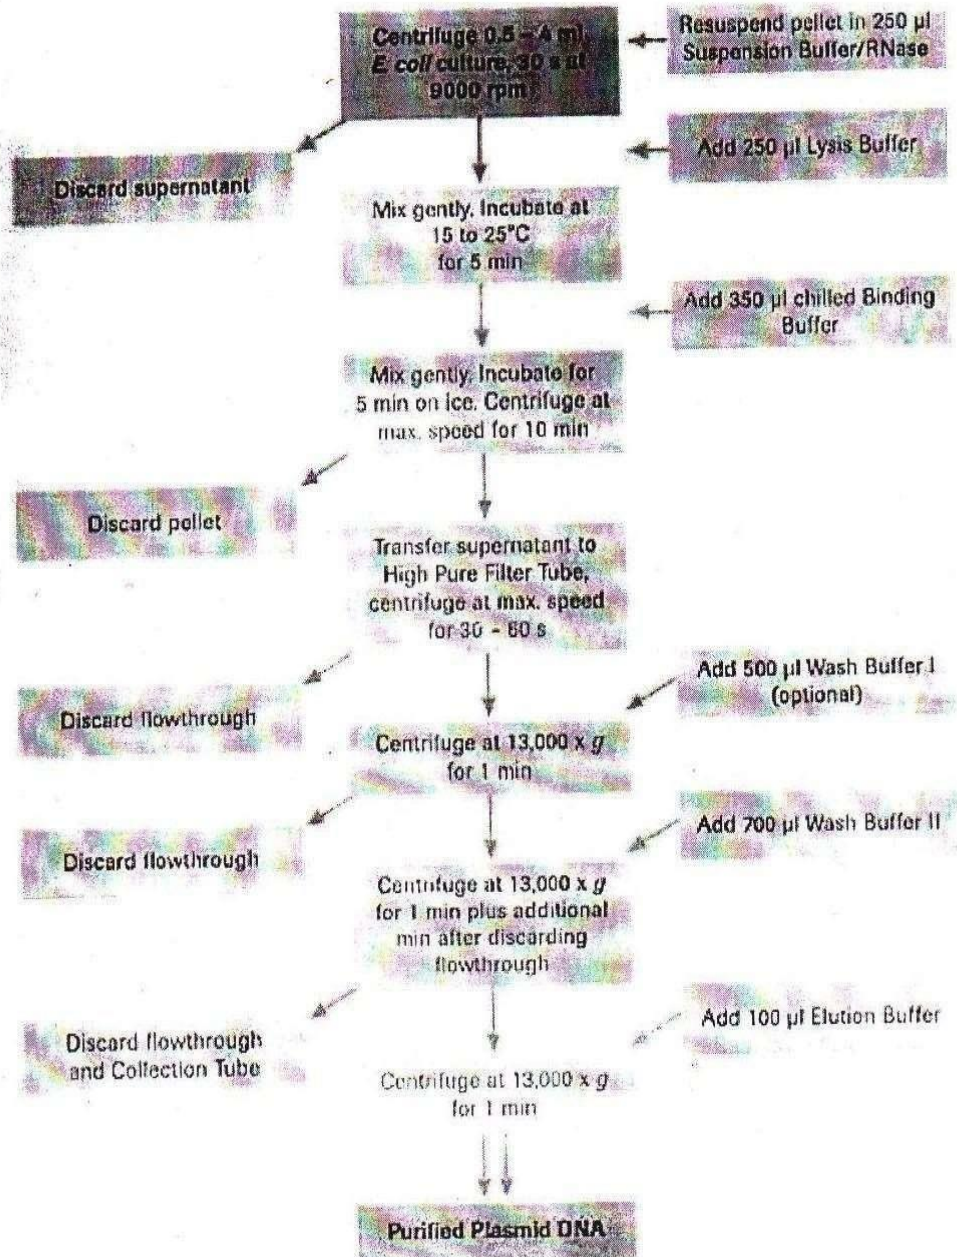 Centrifuge 0.5 – 4 ml
E coli culture, 30 s at
9000 rpm
Resuspend pellet in 250 µl
Suspension Buffer/RNase
Discard supernatant
Add 250 µl Lysis Buffer
Mix gently. Incubate at
15 to 25°C
for 5 min
Add 350 µl chilled Binding
Buffer
Mix gently. Incubate for
5 min on ice. Centrifuge at
max. speed for 10 min
Discard pellet
Transfer supernatant to
High Pure Filter Tube,
centrifuge at max. speed
for 30 – 60 s
Discard flowthrough
Add 500 µl Wash Buffer I
(optional)
Centrifuge at 13,000 x g
for 1 min
Discard flowthrough
Add 700 µl Wash Buffer II
Centrifuge at 13,000 x g
for 1 min plus additional
min after discarding
flowthrough
Discard flowthrough
and Collection Tube
Add 100 µl Elution Buffer
Centrifuge at 13,000 x g
for 1 min
Purified Plasmid DNA